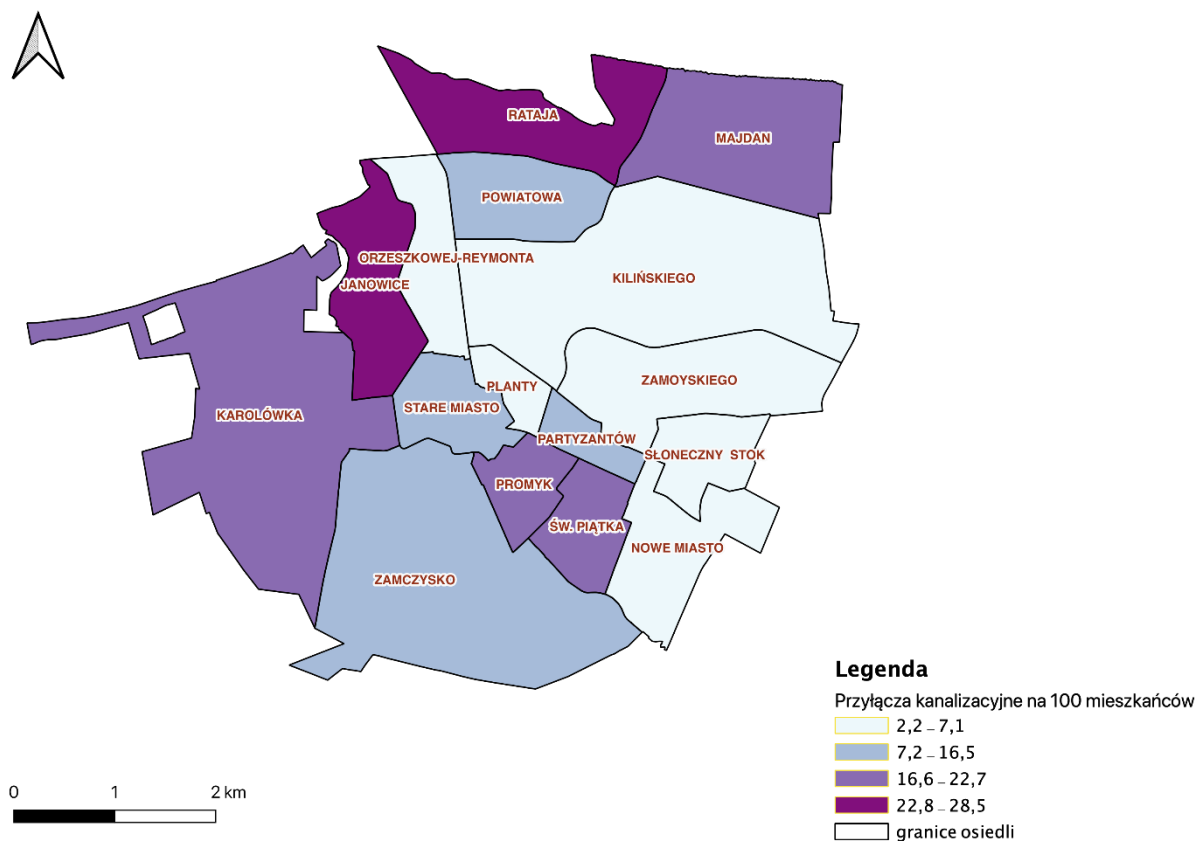 RATAJA
MAJDAN
POWIATOWA
ORZESZKOWEJ-REYMONTA
KILIŃSKIEGO
JANOWICE
ZAMOYSKIEGO
PLANTY
STARE MIASTO
KAROLÓWKA
PARTYZANTÓW
SŁONECZNY STOK
PROMYK
ŚW. PIĄTKA
NOWE MIASTO
ZAMCZYSKO
Legenda
Przyłącza kanalizacyjne na 100 mieszkańców
2,2 – 7,1
7,2 – 16,5
16,6 – 22,7
22,8 – 28,5
granice osiedli
0 1 2 km